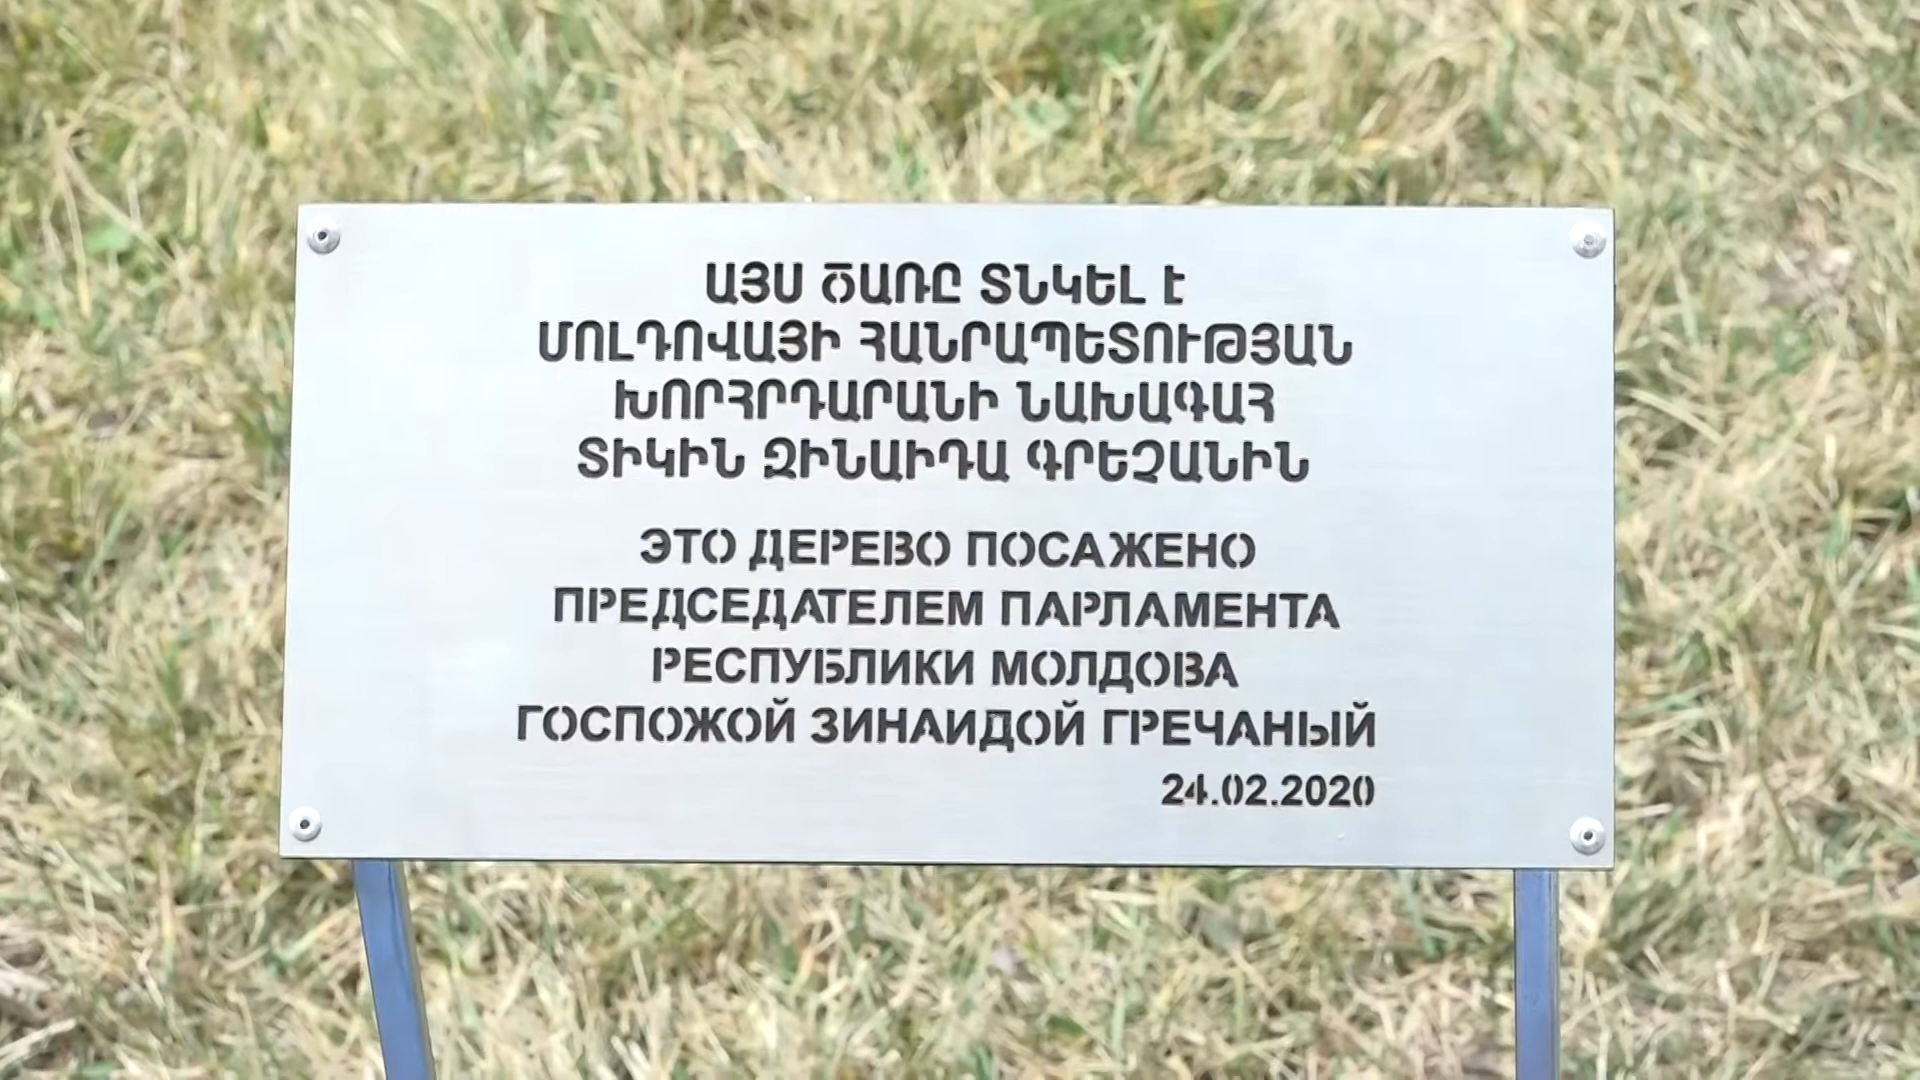 ԱՅՍ ԾԱՌԸ ՏՆԿԵԼ Է
ՄՈԼԴՈՎԱՅԻ ՀԱՆՐԱՊԵՏՈՒԹՅԱՆ
ԽՈՐՀՐԴԱՐԱՆԻ ՆԱԽԱԳԱՀ
ՏԻԿԻՆ ԶԻՆԱԻԴԱ ԳՐԵՉԱՆԻՆ
ЭТО ДЕРЕВО ПОСАЖЕНО
ПРЕДСЕДАТЕЛЕМ ПАРЛАМЕНТА
РЕСПУБЛИКИ МОЛДОВА
ГОСПОЖОЙ ЗИНАИДОЙ ГРЕЧАНЫЙ
24.02.2020